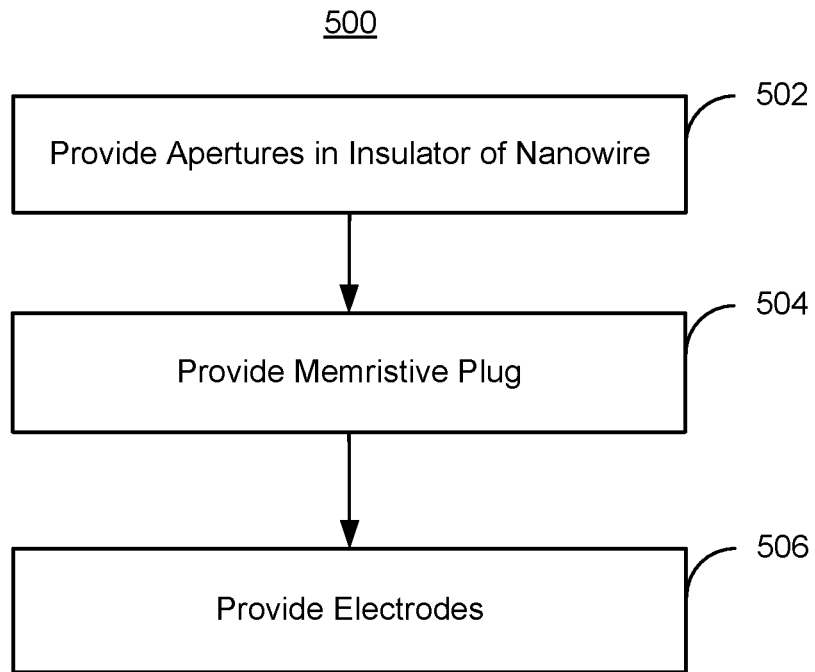 500
502
Provide Apertures in Insulator of Nanowire
504
Provide Memristive Plug
506
Provide Electrodes